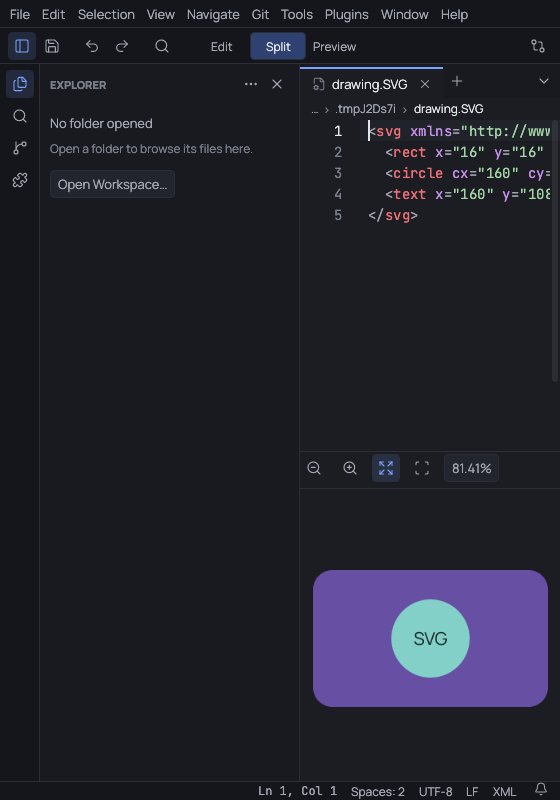 File Edit Selection View Navigate Git Tools Plugins Window Help
Edit Split Preview
EXPLORER
No folder opened
Open a folder to browse its files here.
Open Workspace...
drawing.SVG
… › .tmpJ2Ds7i › drawing.SVG
1 <svg xmlns="http://www
2 <rect x="16" y="16"
3 <circle cx="160" cy=
4 <text x="160" y="108
5 </svg>
81.41%
SVG
Ln 1, Col 1 Spaces: 2 UTF-8 LF XML